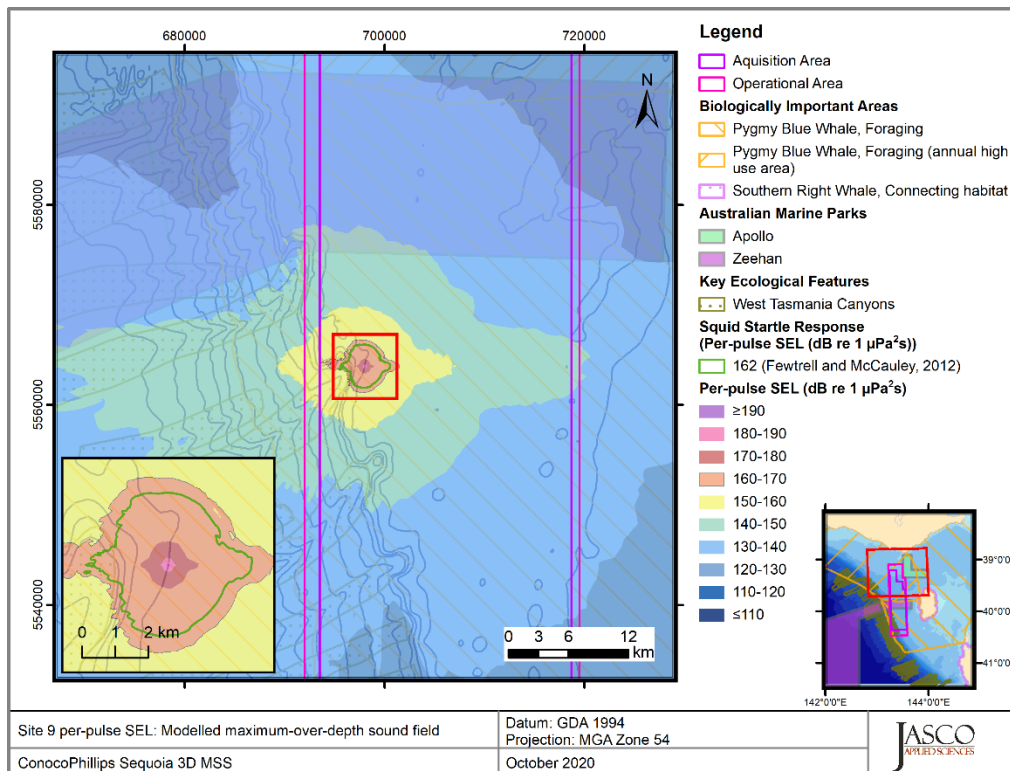 680000
700000
720000
N
5580000
5560000
5540000
0 1 2 km
0 3 6 12
km
Legend
Aquisition Area
Operational Area
Biologically Important Areas
Pygmy Blue Whale, Foraging
Pygmy Blue Whale, Foraging (annual high
use area)
Southern Right Whale, Connecting habitat
Australian Marine Parks
Apollo
Zeehan
Key Ecological Features
West Tasmania Canyons
Squid Startle Response
(Per-pulse SEL (dB re 1 µPa²s))
162 (Fewtrell and McCauley, 2012)
Per-pulse SEL (dB re 1 µPa²s)
≥190
180-190
170-180
160-170
150-160
140-150
130-140
120-130
110-120
≤110
39°0'0"
40°0'0"
41°0'0"
142°0'0"E
144°0'0"E
Site 9 per-pulse SEL: Modelled maximum-over-depth sound field
Datum: GDA 1994
Projection: MGA Zone 54
ConocoPhillips Sequoia 3D MSS
October 2020
JASCO
APPLIED SCIENCES